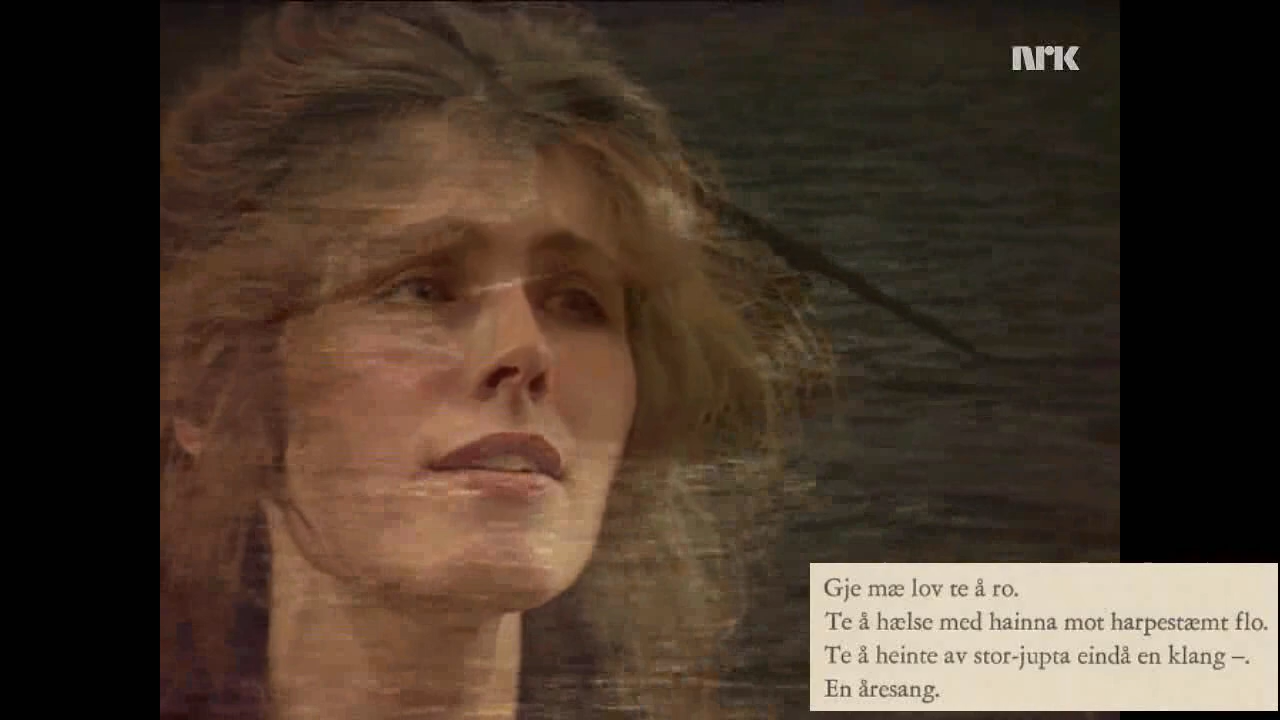 NRK
Gje mæ lov te å ro.
Te å hælse med hainna mot harpestæmt flo.
Te å heinte av stor-jupta eindå en klang –.
En åresang.